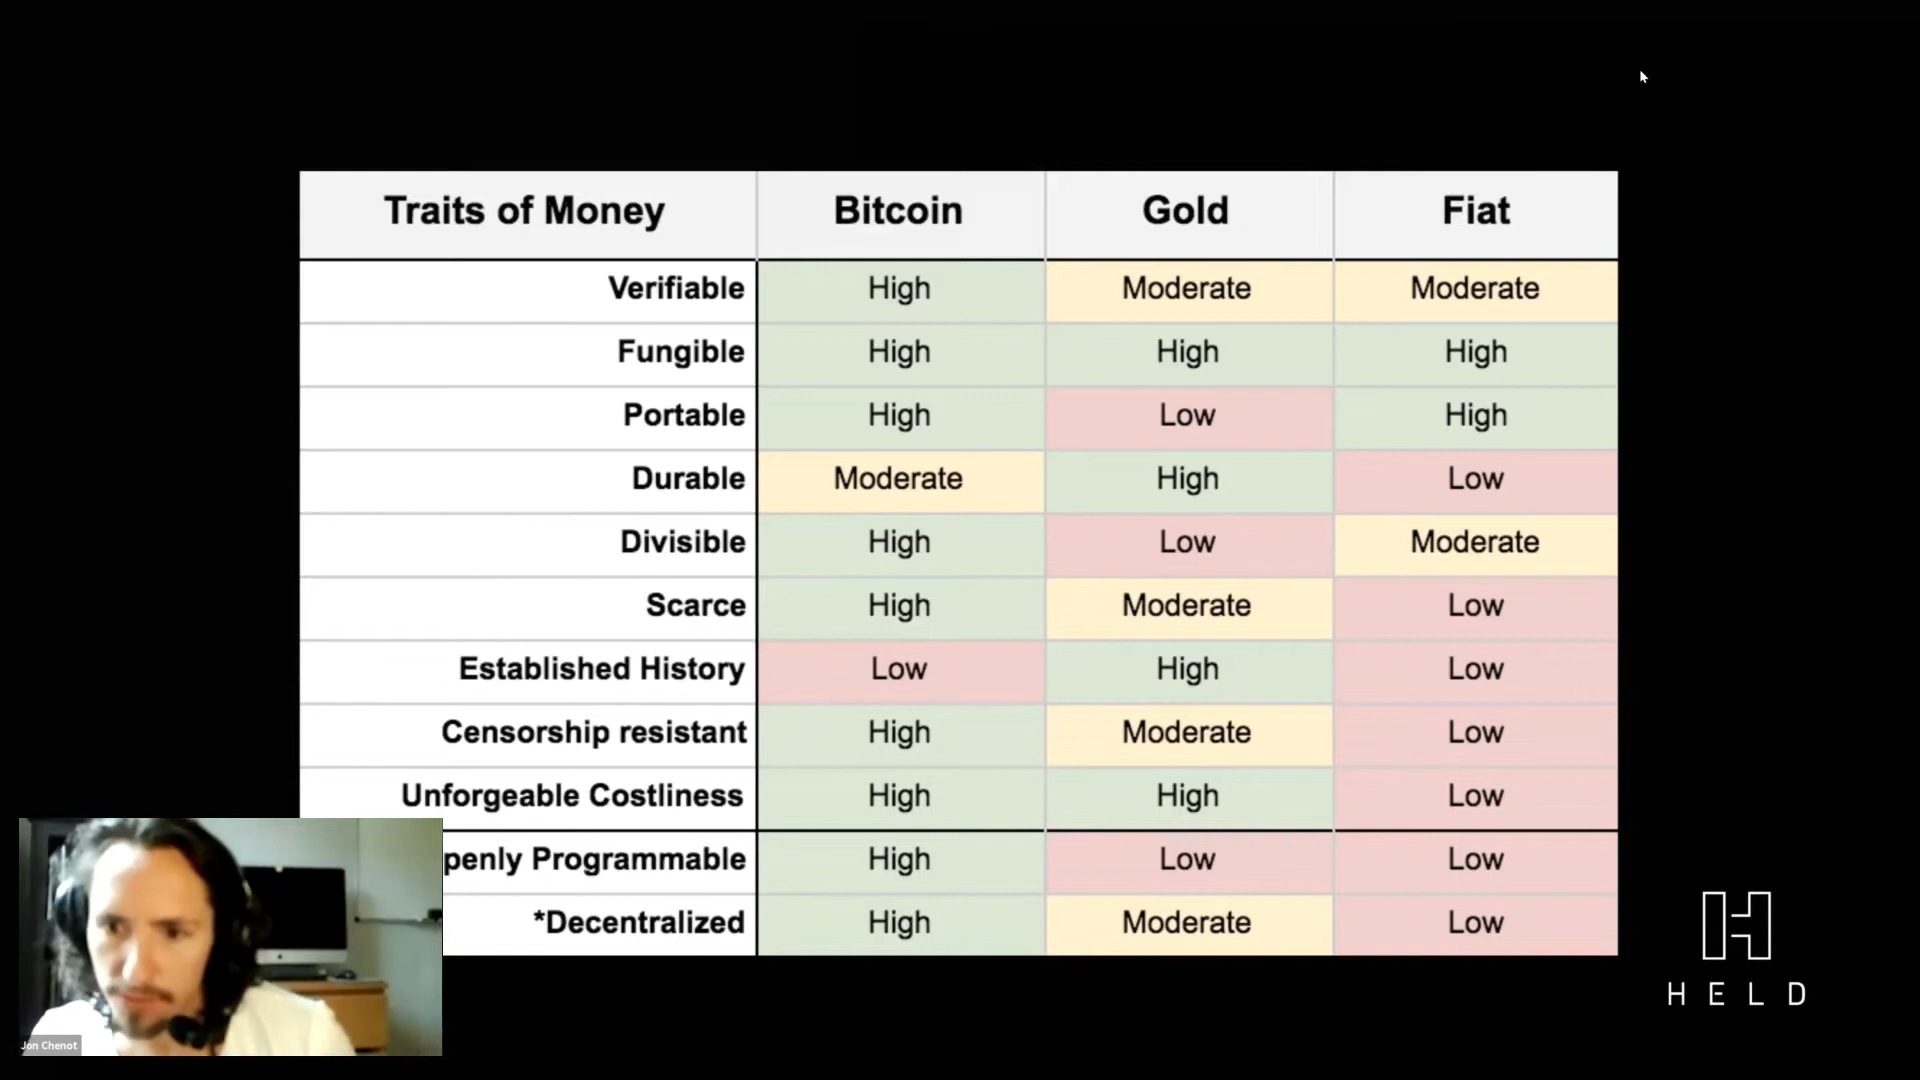 Traits of Money Bitcoin Gold Fiat
Verifiable High Moderate Moderate
Fungible High High High
Portable High Low High
Durable Moderate High Low
Divisible High Low Moderate
Scarce High Moderate Low
Established History Low High Low
Censorship resistant High Moderate Low
Unforgeable Costliness High High Low
penly Programmable High Low Low
*Decentralized High Moderate Low
Jon Chenot
H
HELD